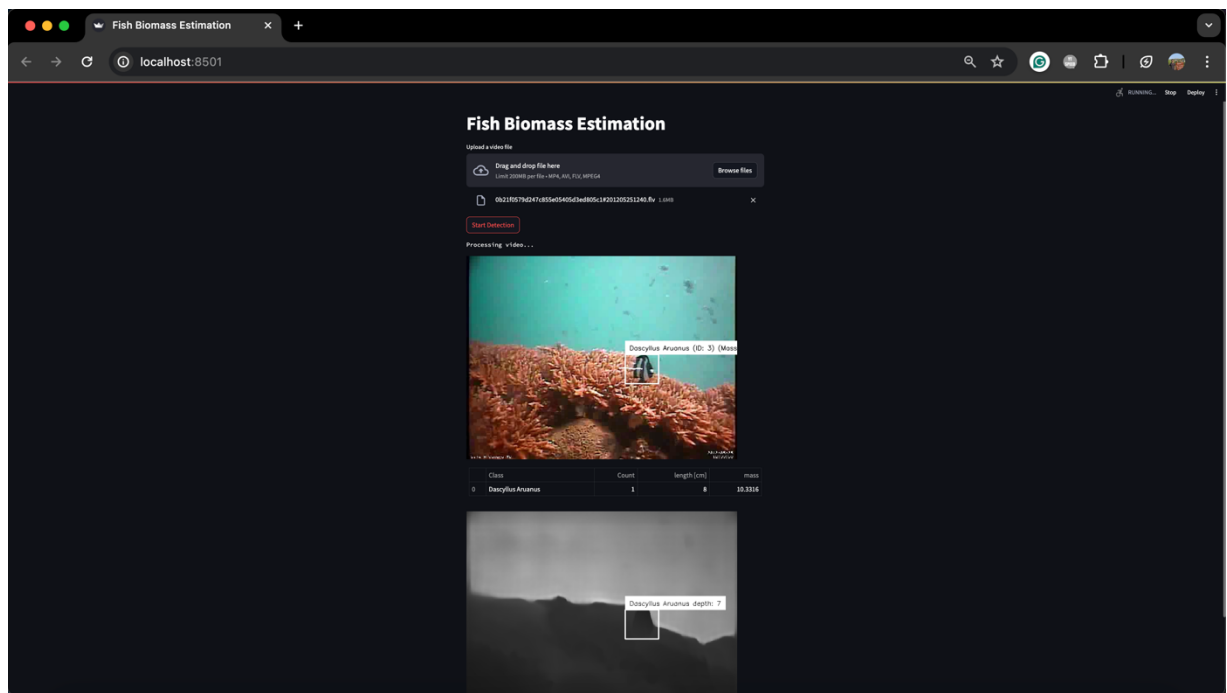 Fish Biomass Estimation
localhost:8501
RUNNING... Stop Deploy
Fish Biomass Estimation
Upload a video file
Drag and drop file here
Limit 200MB per file • MP4, AVI, FLV, MPEG4
Browse files
0b21f0579d247c855e05405d3ed805c1#201205251240.flv 1.6MB
Start Detection
Processing video...
Dascyllus Aruanus (ID: 3) (Mass
Class Count length [cm] mass
0 Dascyllus Aruanus 1 8 10.3316
Dascyllus Aruanus depth: 7